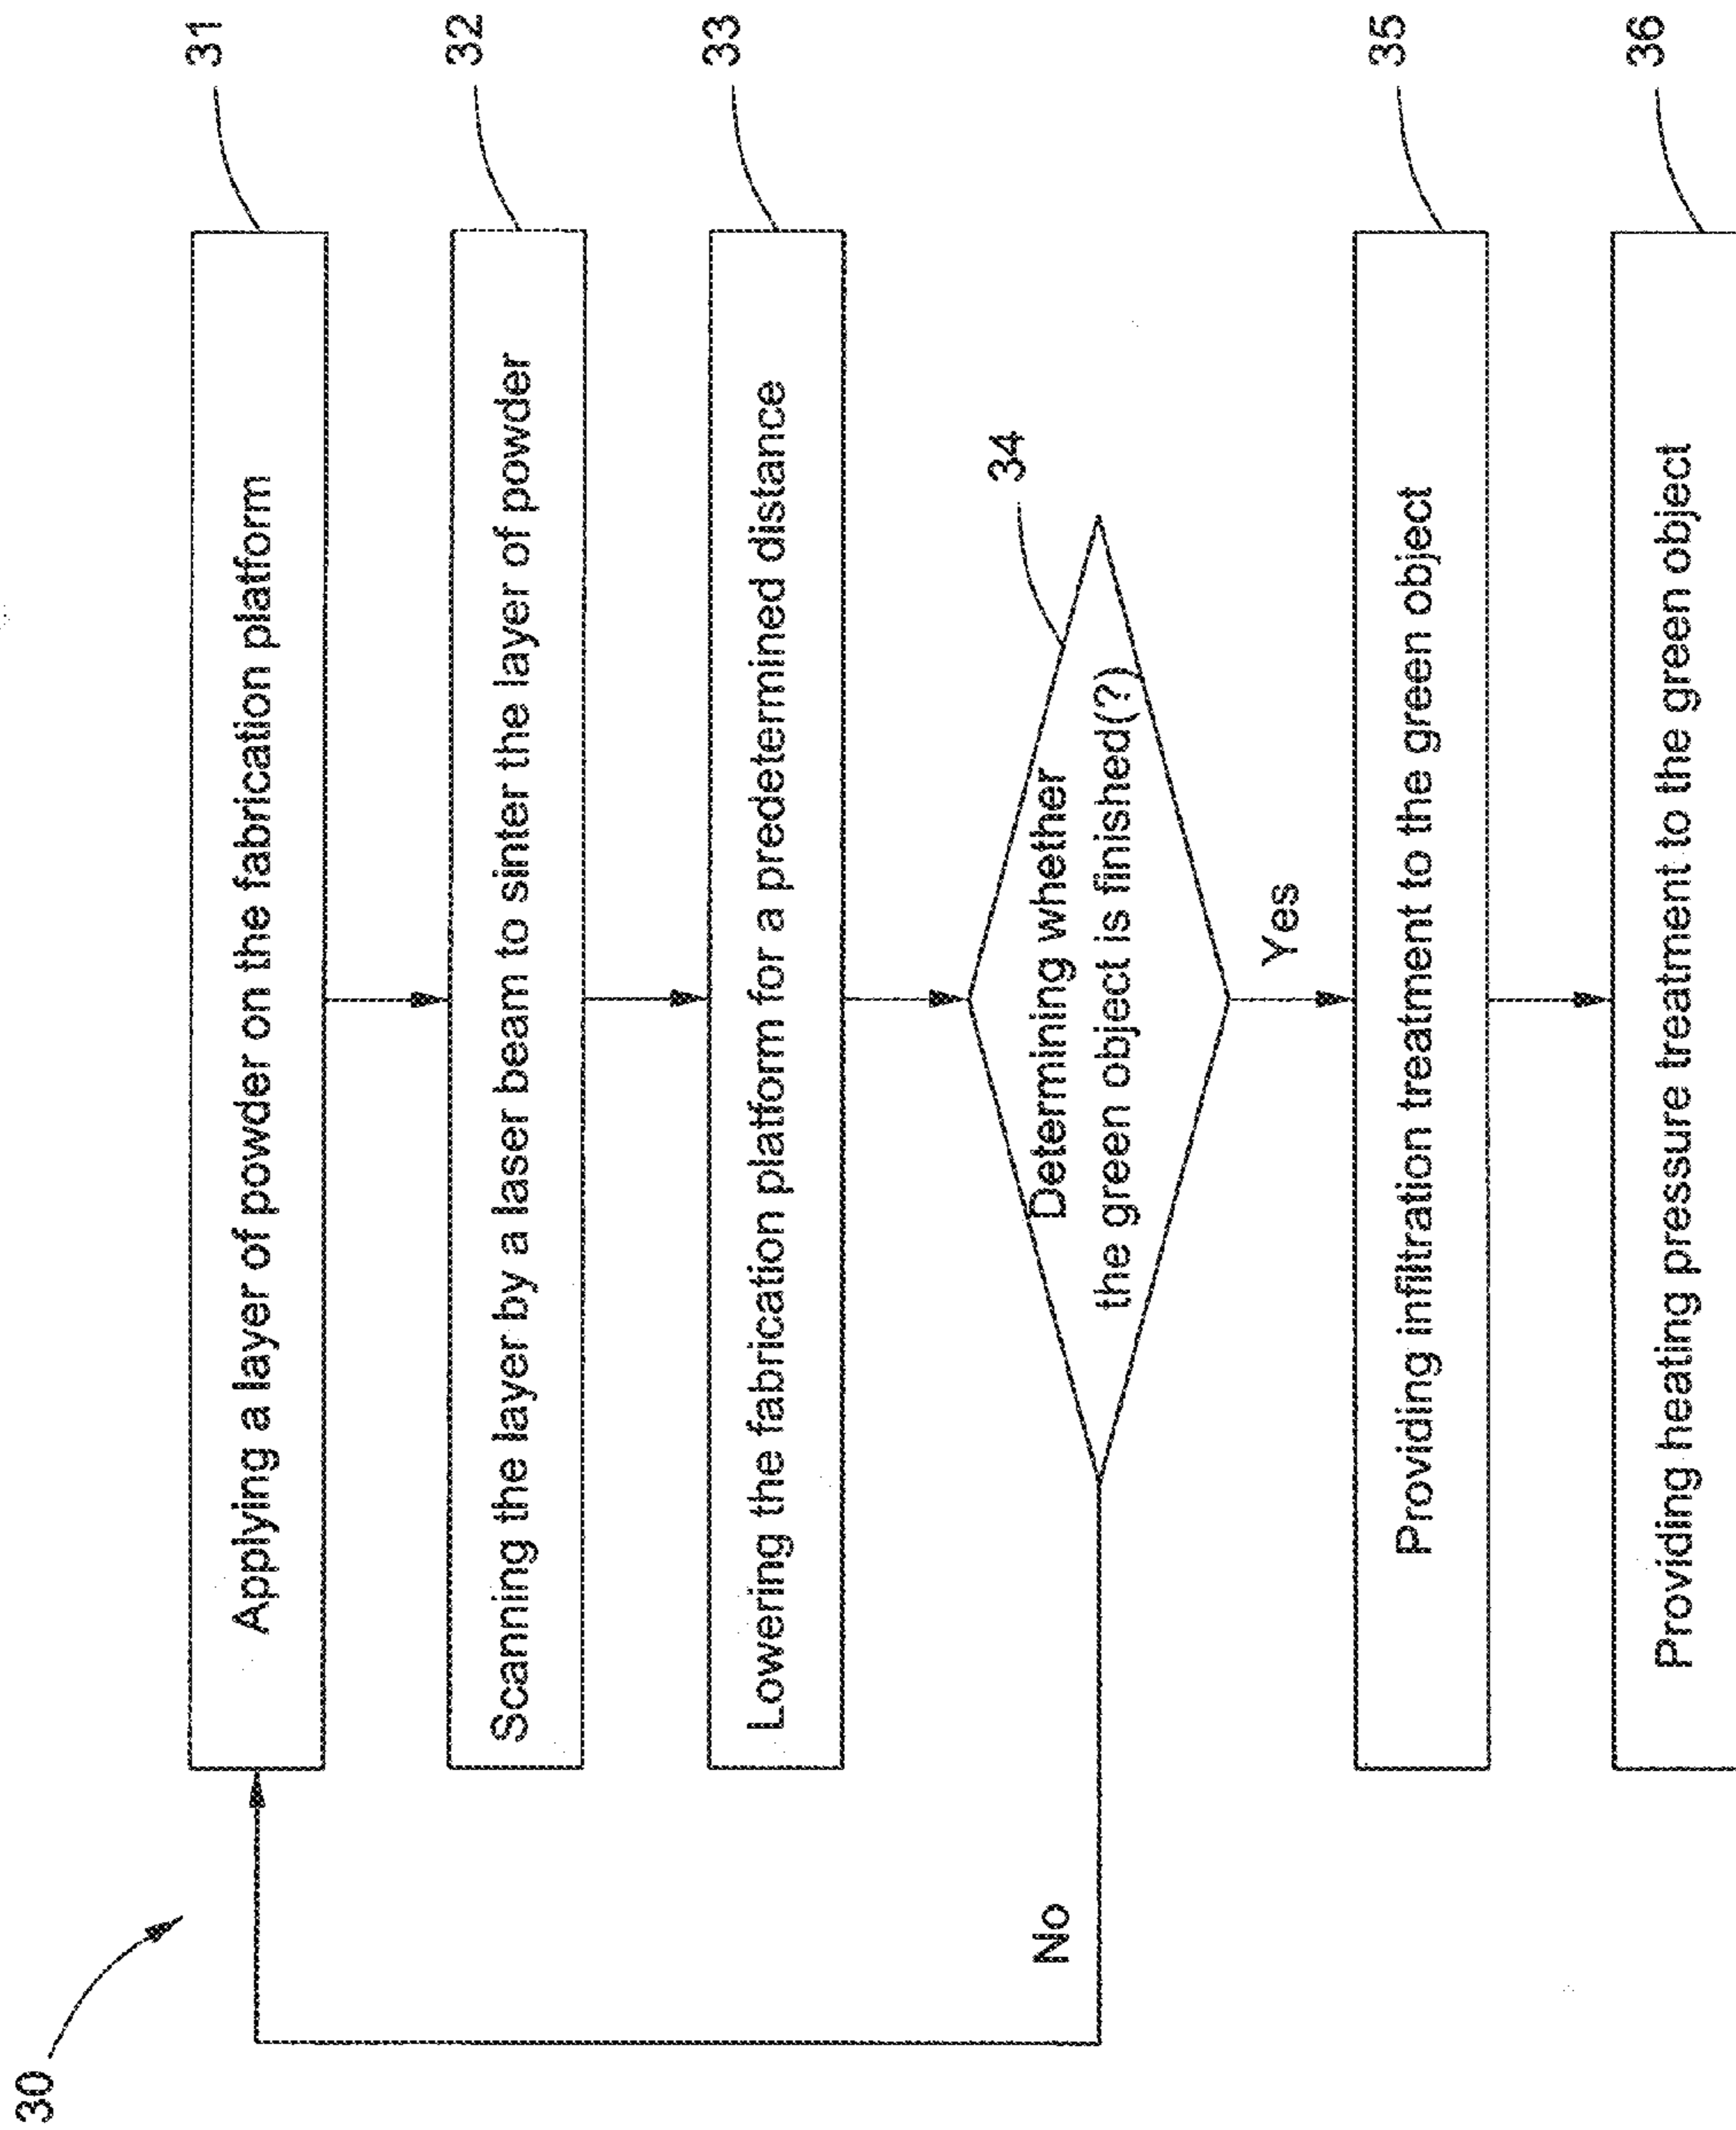 30
Applying a layer of powder on the fabrication platform
31
Scanning the layer by a laser beam to sinter the layer of powder
32
Lowering the fabrication platform for a predetermined distance
33
34
Determining whether
the green object is finished(?)
No
Yes
Providing infiltration treatment to the green object
35
Providing heating pressure treatment to the green object
36